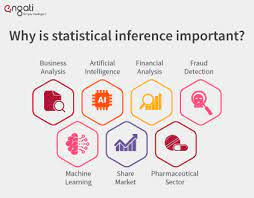 engati
Why is statistical inference important?
Business Analysis
Artificial Intelligence
Financial Analysis
Fraud Detection
AI
Machine Learning
Share Market
Pharmaceutical Sector